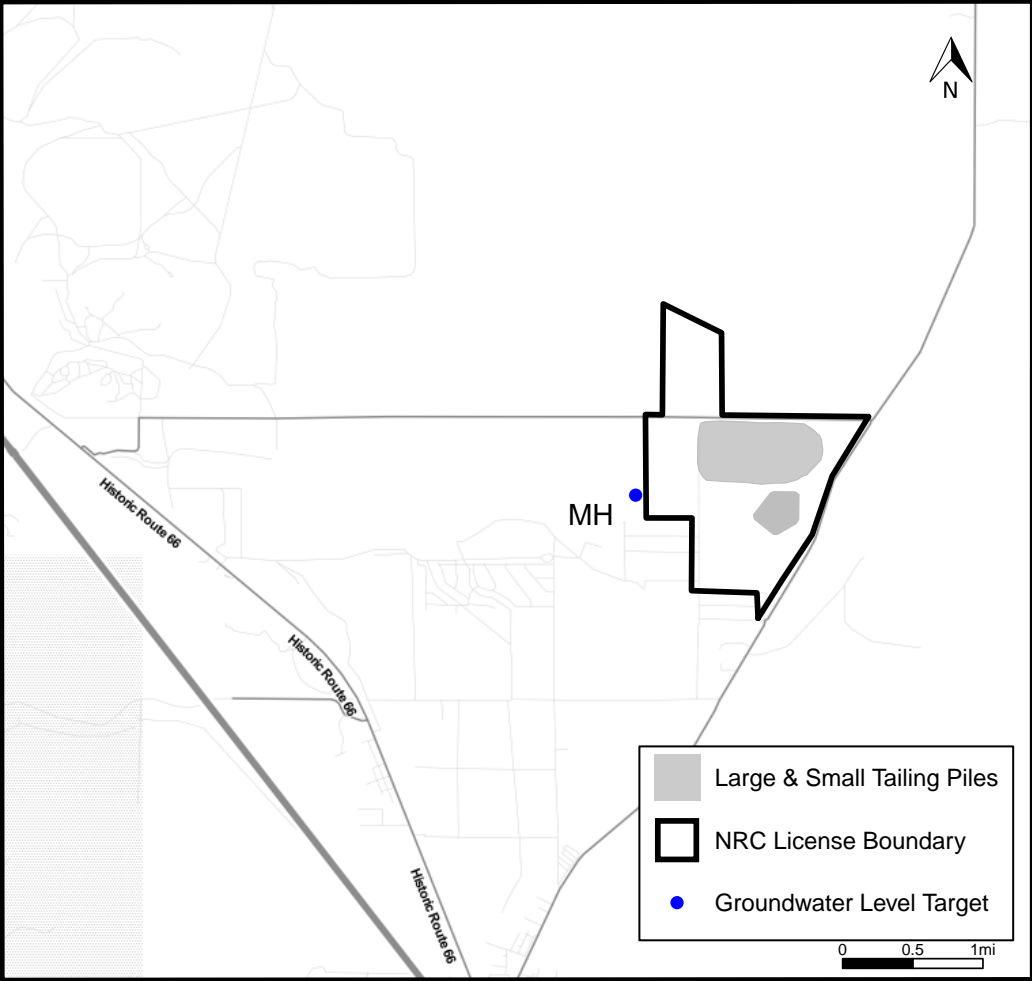 N
Historic Route 66
MH
Historic Route 66
Large & Small Tailing Piles
NRC License Boundary
Historic Route 66
Groundwater Level Target
0 0.5 1mi